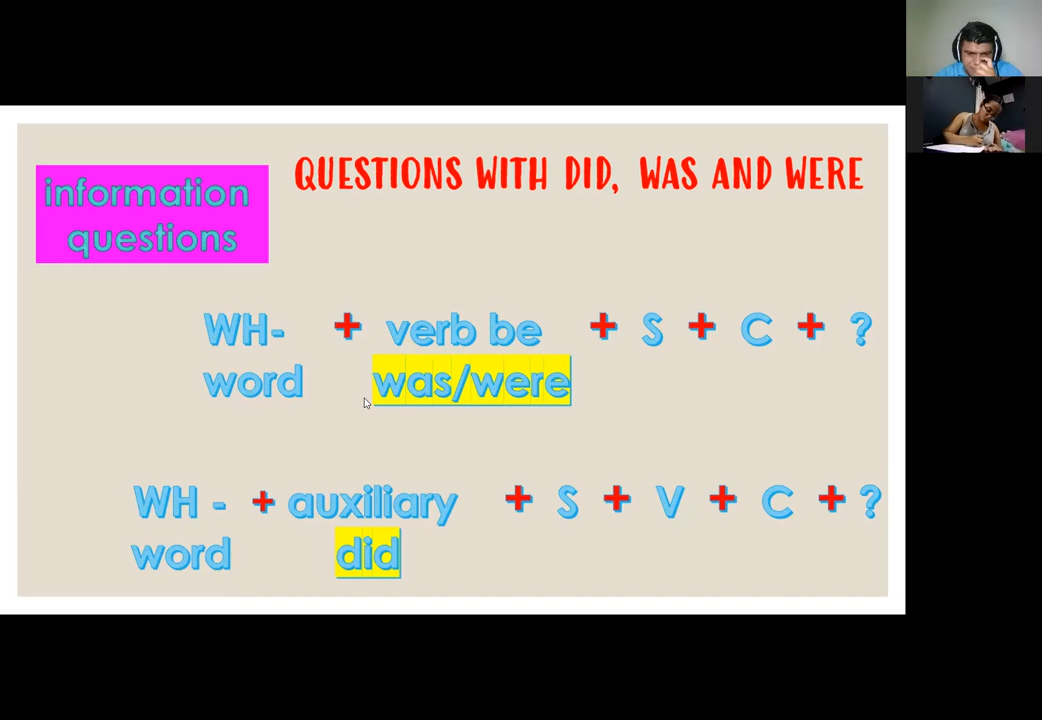 QUESTIONS WITH DID, WAS AND WERE
information
questions
WH- + verb be + S + C + ?
word was/were
WH - + auxiliary + S + V + C + ?
word did